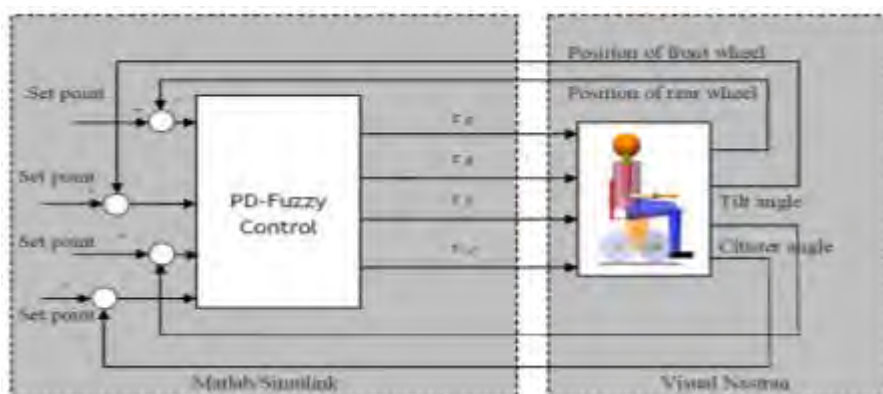 Position of front wheel
Set point
Position of rear wheel
Set point
PD-Fuzzy
Control
Tilt angle
Set point
Cluster angle
Set point
Matlab/Simulink
Visual Nastran